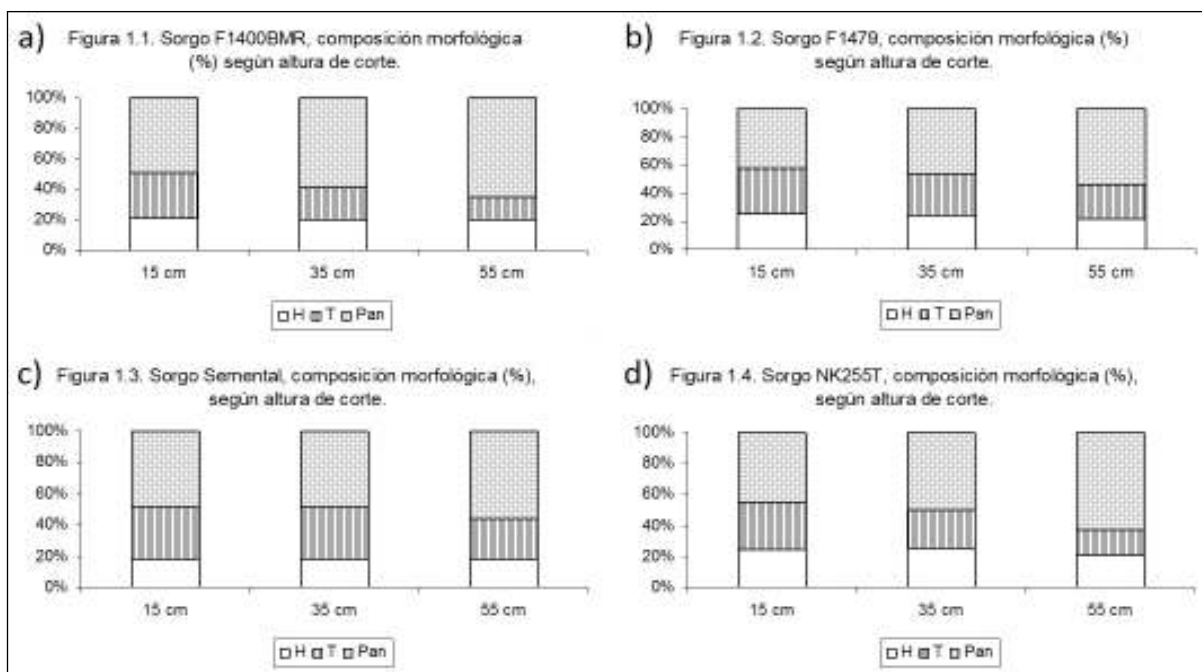 a) Figura 1.1. Sorgo F1400BMR, composición morfológica
(%) según altura de corte.
100%
80%
60%
40%
20%
0%
15 cm 35 cm 55 cm
H T Pan
b) Figura 1.2. Sorgo F1479, composición morfológica (%)
según altura de corte.
100%
80%
60%
40%
20%
0%
15 cm 35 cm 55 cm
H T Pan
c) Figura 1.3. Sorgo Semental, composición morfológica (%),
según altura de corte.
100%
80%
60%
40%
20%
0%
15 cm 35 cm 55 cm
H T Pan
d) Figura 1.4. Sorgo NK255T, composición morfológica (%),
según altura de corte.
100%
80%
60%
40%
20%
0%
15 cm 35 cm 55 cm
H T Pan